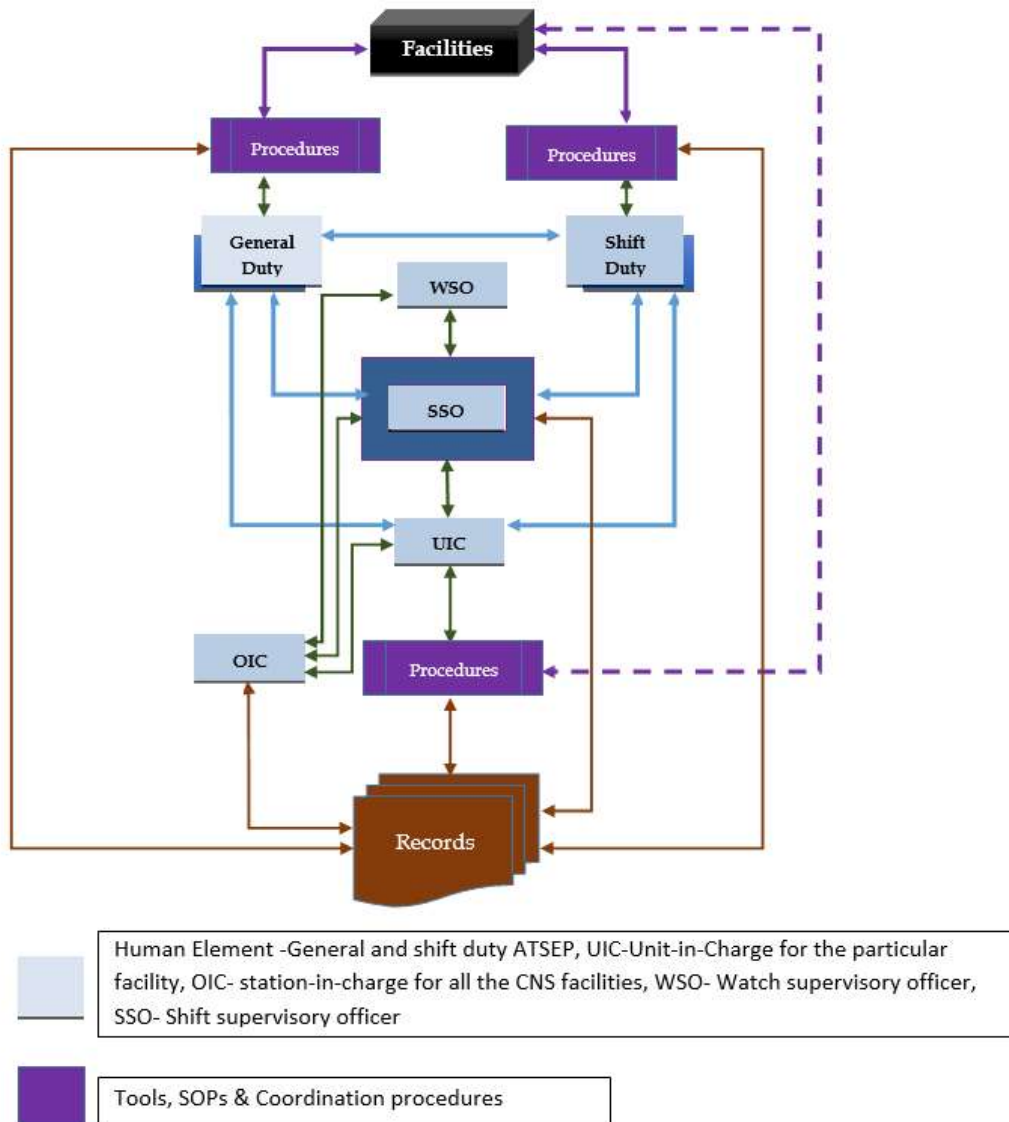 Facilities
Procedures
Procedures
General
Duty
Shift
Duty
WSO
SSO
UIC
OIC
Procedures
Records
Human Element -General and shift duty ATSEP, UIC-Unit-in-Charge for the particular
facility, OIC- station-in-charge for all the CNS facilities, WSO- Watch supervisory officer,
SSO- Shift supervisory officer
Tools, SOPs & Coordination procedures